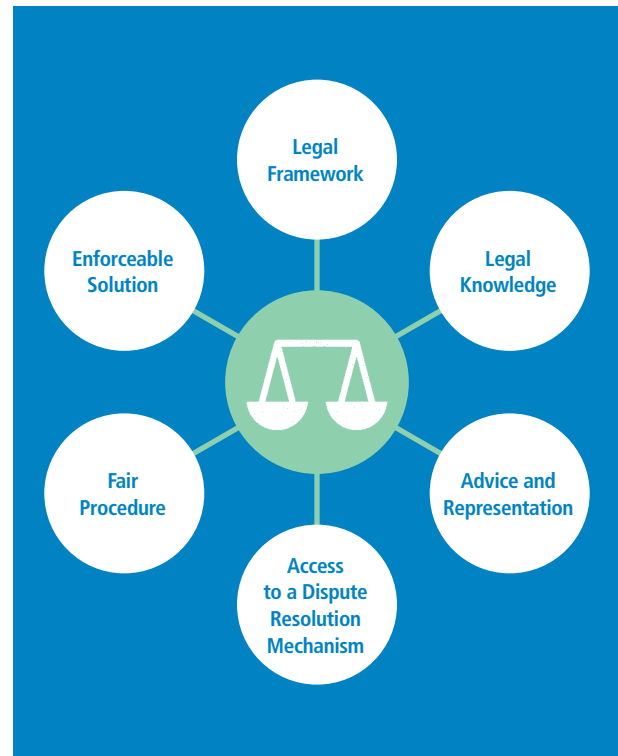 Legal
Framework
Legal
Knowledge
Advice and
Representation
Access
to a Dispute
Resolution
Mechanism
Fair
Procedure
Enforceable
Solution